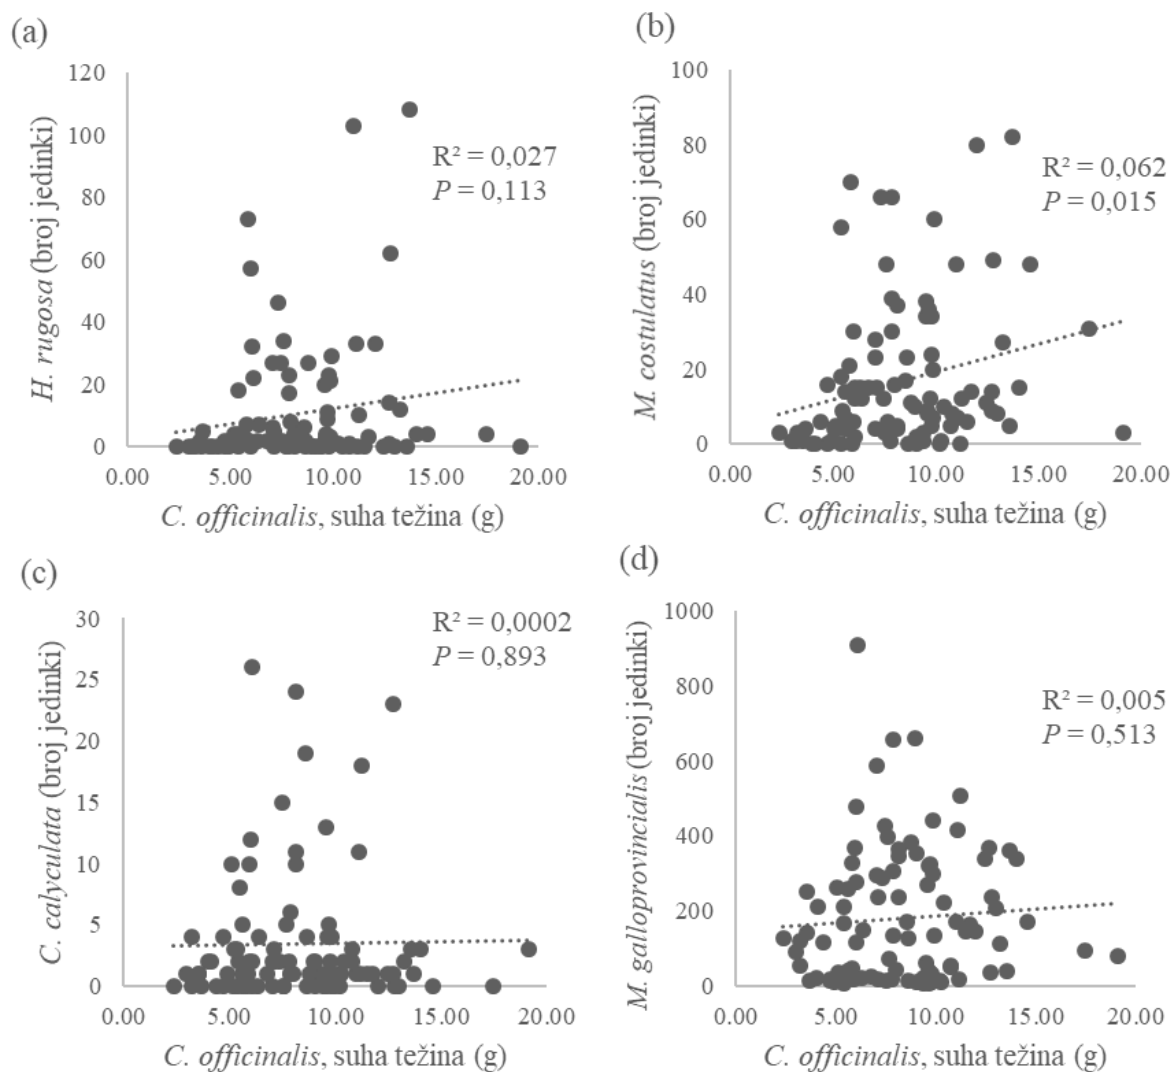 (a)
120
100
80
60
40
20
0
H. rugosa (broj jedinki)
R² = 0,027
P = 0,113
0.00 5.00 10.00 15.00 20.00
C. officinalis, suha težina (g)
(b)
100
80
60
40
20
0
M. costulatus (broj jedinki)
R² = 0,062
P = 0,015
0.00 5.00 10.00 15.00 20.00
C. officinalis, suha težina (g)
(c)
30
25
20
15
10
5
0
C. calyculata (broj jedinki)
R² = 0,0002
P = 0,893
0.00 5.00 10.00 15.00 20.00
C. officinalis, suha težina (g)
(d)
1000
800
600
400
200
0
M. galloprovincialis (broj jedinki)
R² = 0,005
P = 0,513
0.00 5.00 10.00 15.00 20.00
C. officinalis, suha težina (g)